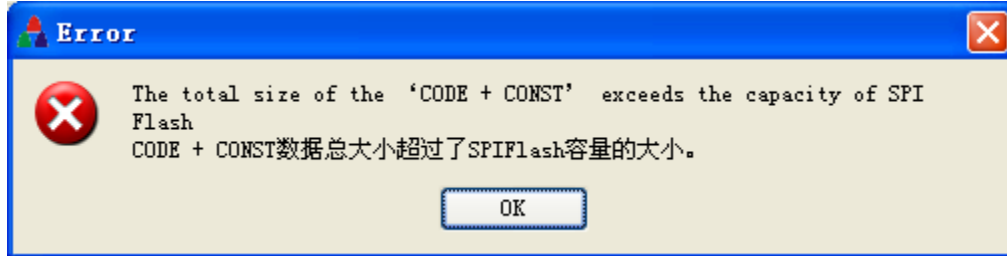 Error
The total size of the ‘CODE + CONST’ exceeds the capacity of SPI
Flash
CODE + CONST数据总大小超过了SPIFlash容量的大小。
OK